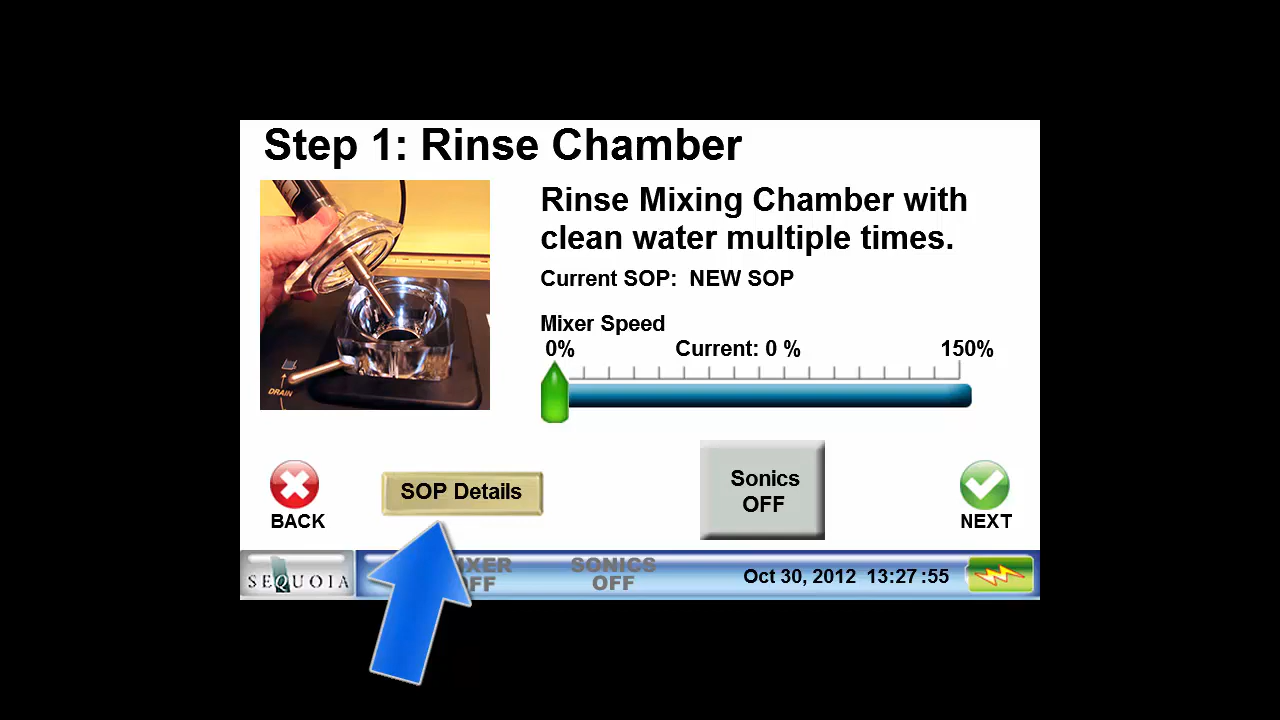 Step 1: Rinse Chamber
Rinse Mixing Chamber with
clean water multiple times.
Current SOP: NEW SOP
Mixer Speed
0% Current: 0 % 150%
DRAIN
SOP Details
Sonics
OFF
BACK
NEXT
SEQUOIA
SONICS
OFF
Oct 30, 2012 13:27:55